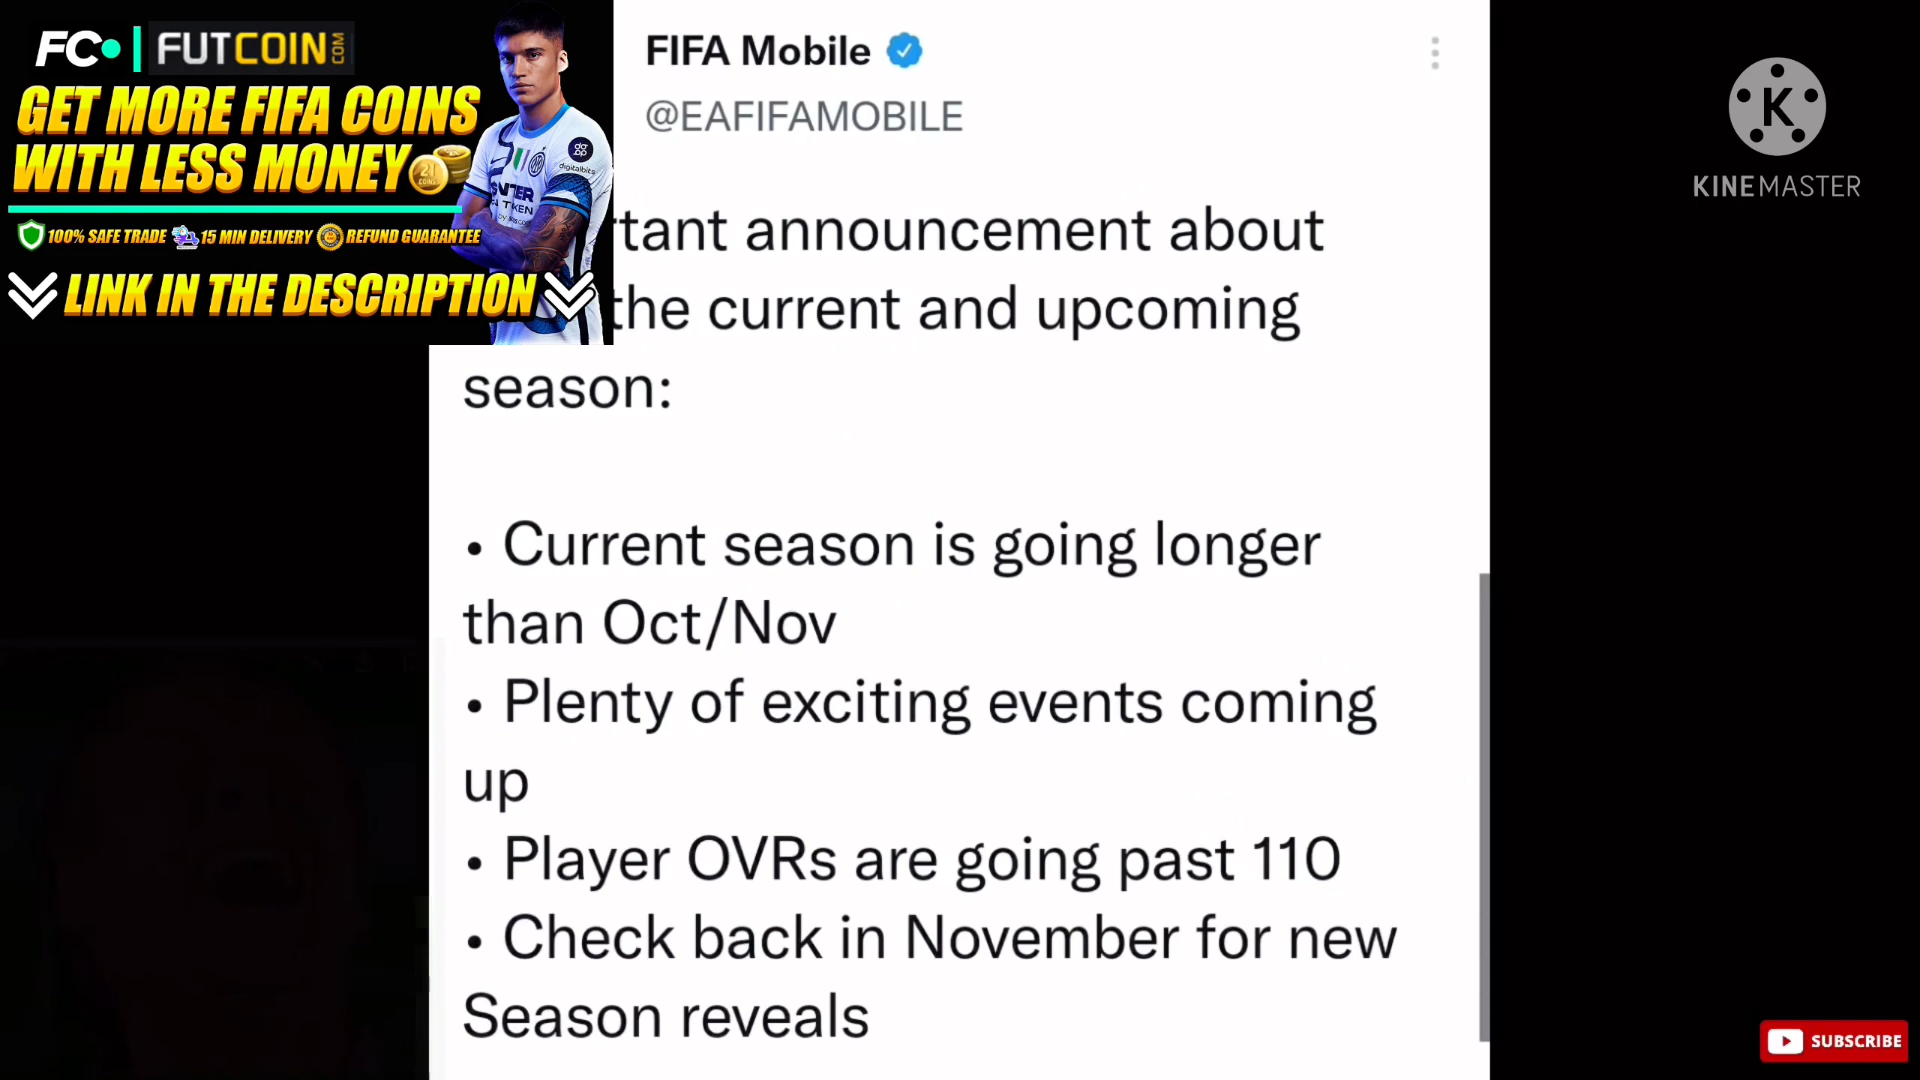 FC
FUTCOIN.COM
GET MORE FIFA COINS
WITH LESS MONEY
21
COINS
100% SAFE TRADE 15 MIN DELIVERY REFUND GUARANTEE
LINK IN THE DESCRIPTION
digitalbits
FIFA Mobile
@EAFIFAMOBILE
tant announcement about
the current and upcoming
season:
• Current season is going longer
than Oct/Nov
• Plenty of exciting events coming
up
• Player OVRs are going past 110
• Check back in November for new
Season reveals
K
KINEMASTER
SUBSCRIBE